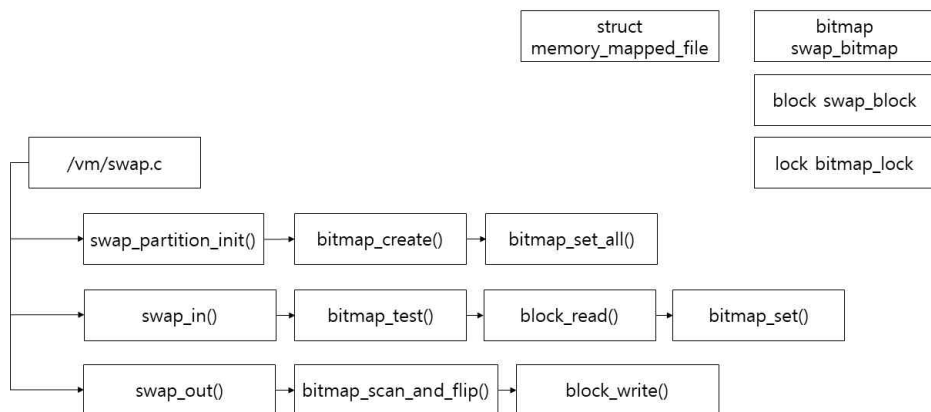 struct
memory_mapped_file
bitmap
swap_bitmap
block swap_block
/vm/swap.c
lock bitmap_lock
swap_partition_init()
bitmap_create()
bitmap_set_all()
swap_in()
bitmap_test()
block_read()
bitmap_set()
swap_out()
bitmap_scan_and_flip()
block_write()